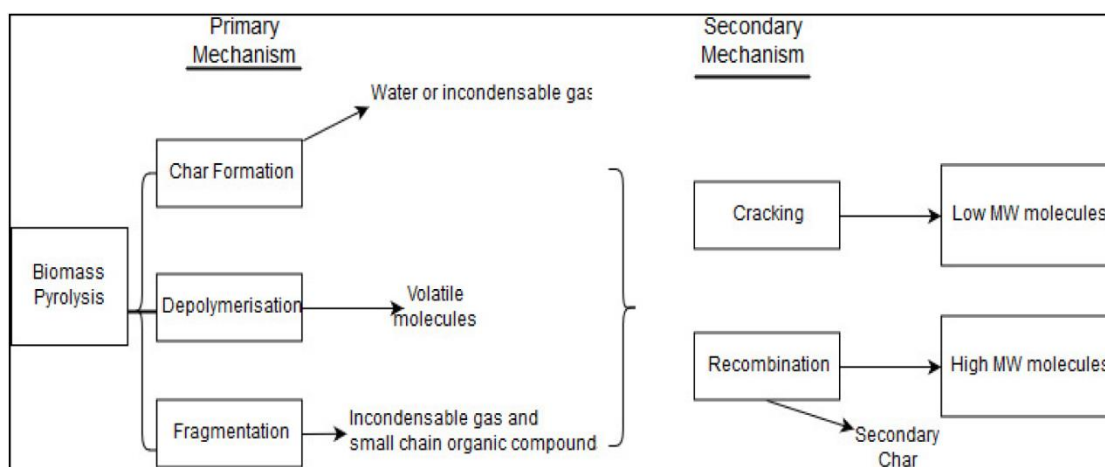 Primary
Mechanism
Secondary
Mechanism
Water or incondensable gas
Char Formation
Cracking
Low MW molecules
Biomass
Pyrolysis
Depolymerisation
Volatile
molecules
Recombination
High MW molecules
Fragmentation
Incondensable gas and
small chain organic compound
Secondary
Char